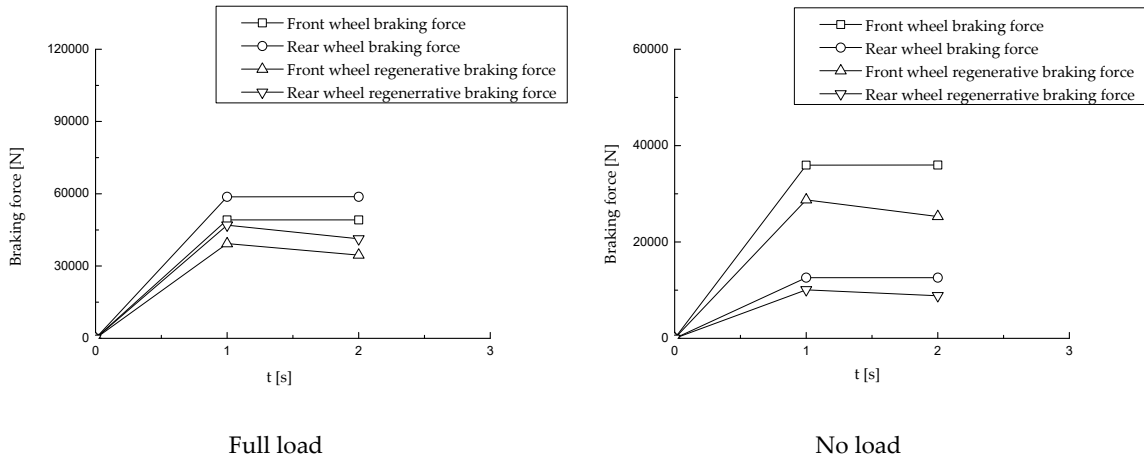 Front wheel braking force
Rear wheel braking force
Front wheel regenerative braking force
Rear wheel regenerrative braking force
120000
90000
60000
30000
0
Braking force [N]
0
1
2
3
t [s]
Full load
Front wheel braking force
Rear wheel braking force
Front wheel regenerative braking force
Rear wheel regenerrative braking force
60000
40000
20000
0
Braking force [N]
0
1
2
3
t [s]
No load